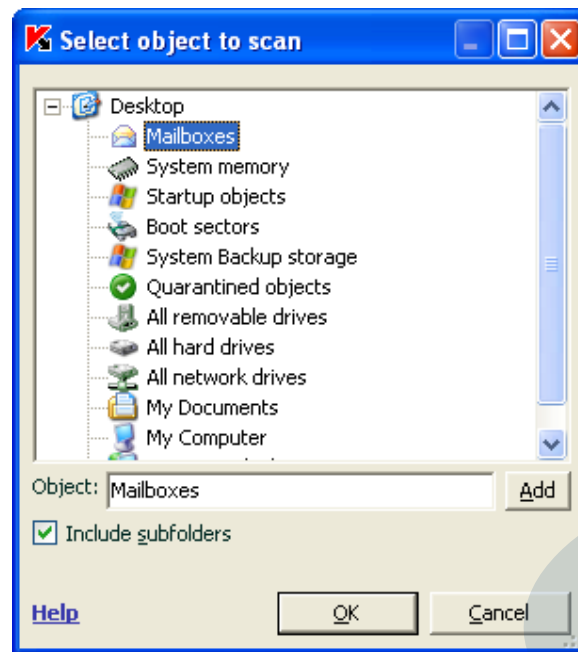 Select object to scan
Desktop
Mailboxes
System memory
Startup objects
Boot sectors
System Backup storage
Quarantined objects
All removable drives
All hard drives
All network drives
My Documents
My Computer
Object: Mailboxes Add
Include subfolders
Help OK Cancel